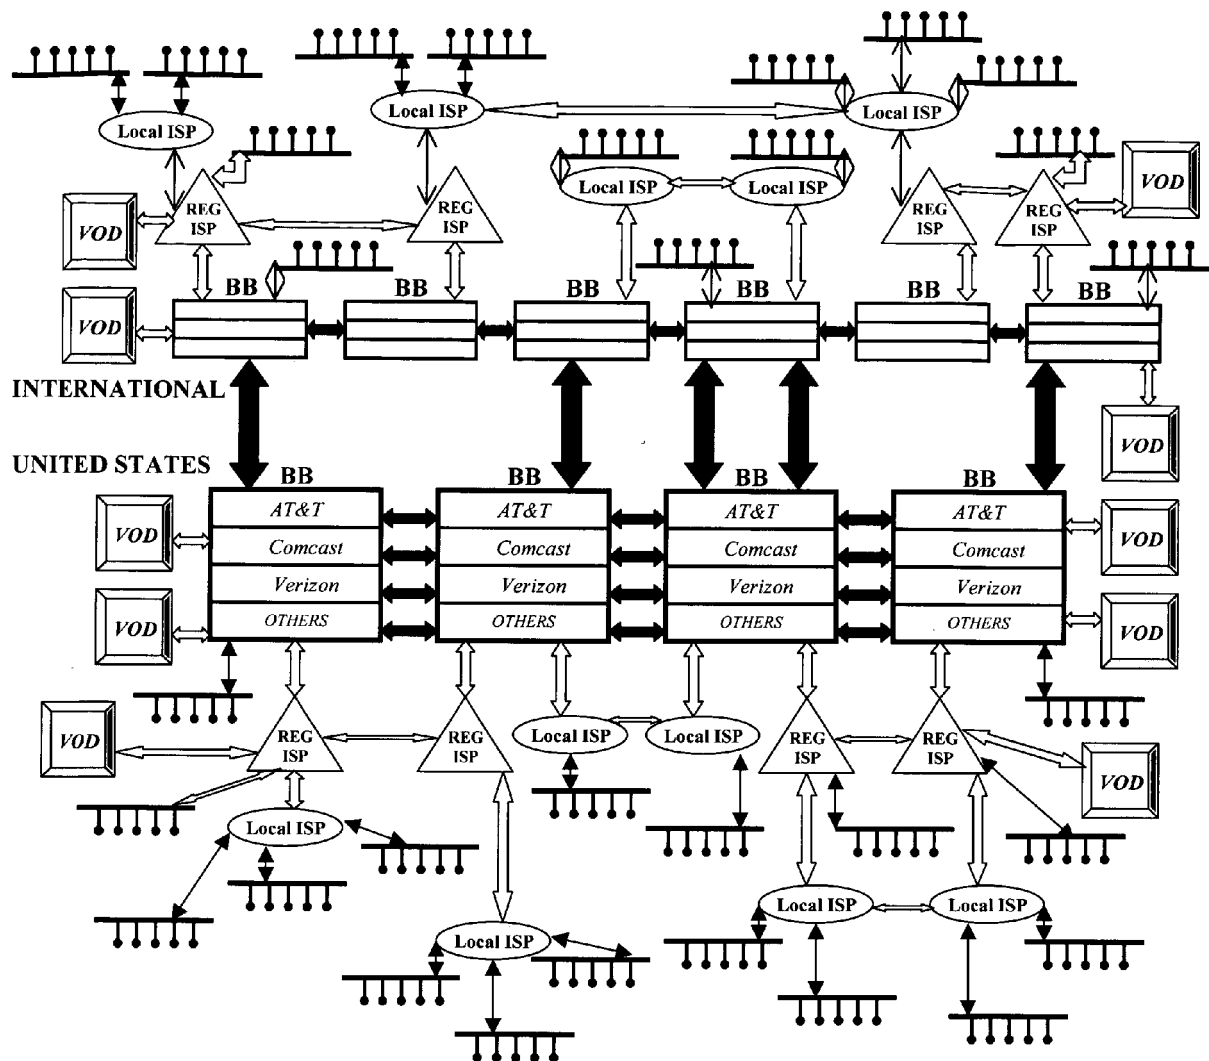 Local ISP
Local ISP
Local ISP
Local ISP
Local ISP
VOD
REG
ISP
REG
ISP
REG
ISP
REG
ISP
VOD
BB
BB
BB
BB
BB
BB
VOD
INTERNATIONAL
VOD
UNITED STATES
BB
BB
BB
BB
VOD
AT&T
AT&T
AT&T
AT&T
VOD
Comcast
Comcast
Comcast
Comcast
Verizon
Verizon
Verizon
Verizon
VOD
OTHERS
OTHERS
OTHERS
OTHERS
VOD
VOD
REG
ISP
REG
ISP
Local ISP
Local ISP
REG
ISP
REG
ISP
VOD
Local ISP
Local ISP
Local ISP
Local ISP